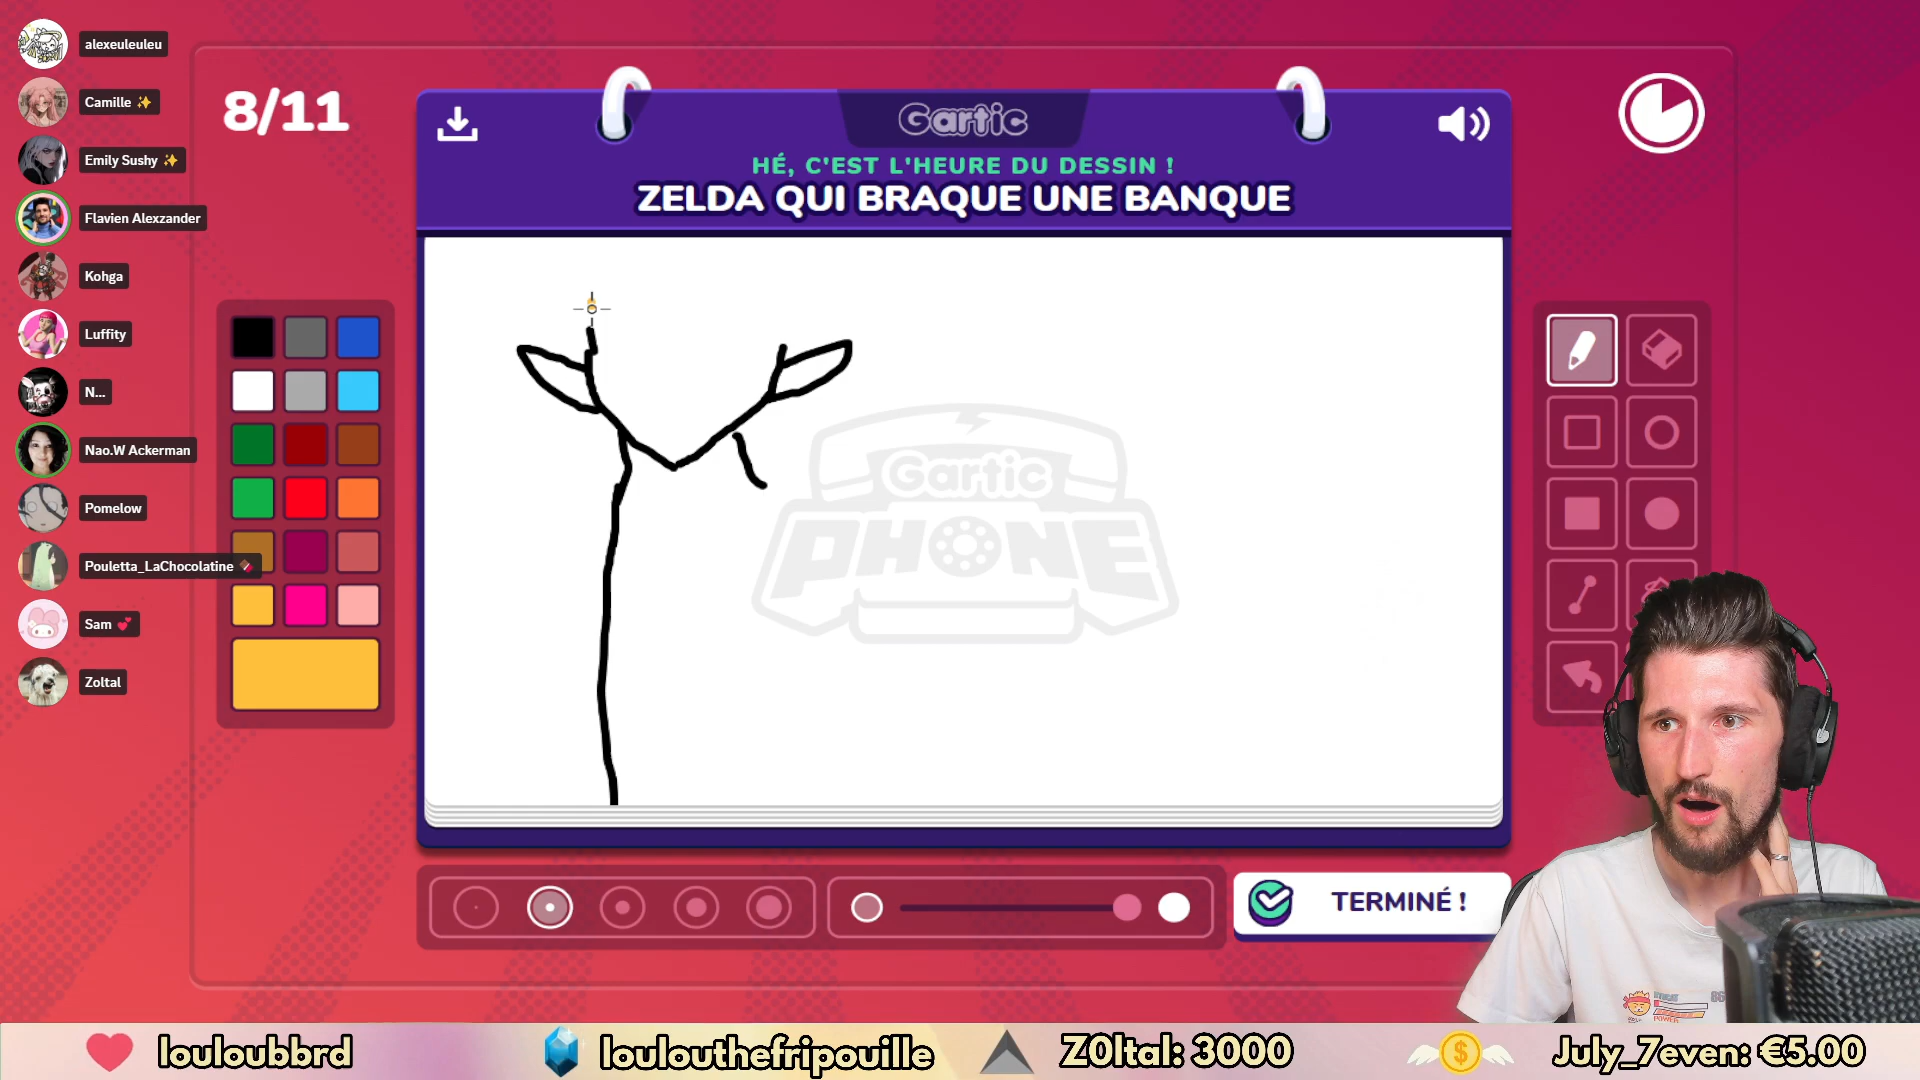 alexeuleuleu
Camille
Emily Sushy
Flavien Alexzander
Kohga
Luffity
N...
Nao.W Ackerman
Pomelow
Pouletta_LaChocolatine
Sam
Zoltal
8/11
Gartic
HÉ, C'EST L'HEURE DU DESSIN !
ZELDA QUI BRAQUE UNE BANQUE
Gartic
PHONE
TERMINÉ !
louloubbrd
loulouthefripouille
Z0ltal: 3000
July_7even: €5.00